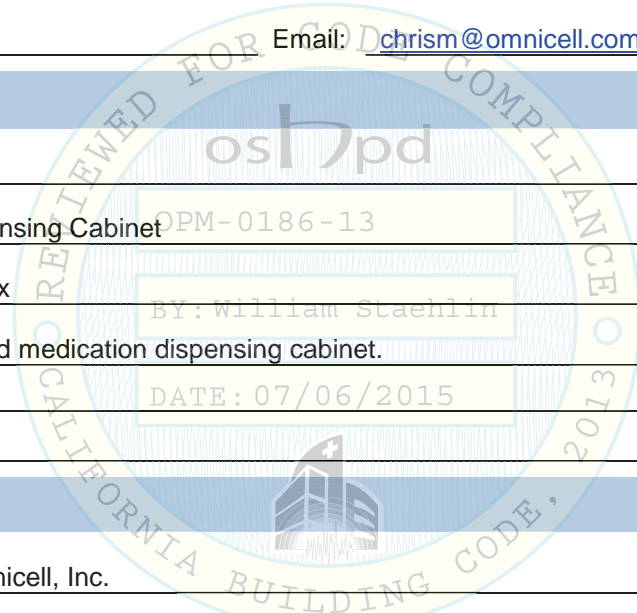 Email: chrism@omnicell.com
REVIEWED FOR CODE COMPLIANCE
oshpd
nsing Cabinet
OPM-0186-13
x
BY: William Staehlin
d medication dispensing cabinet.
DATE: 07/06/2015
nicell, Inc.
CALIFORNIA BUILDING CODE, 2013